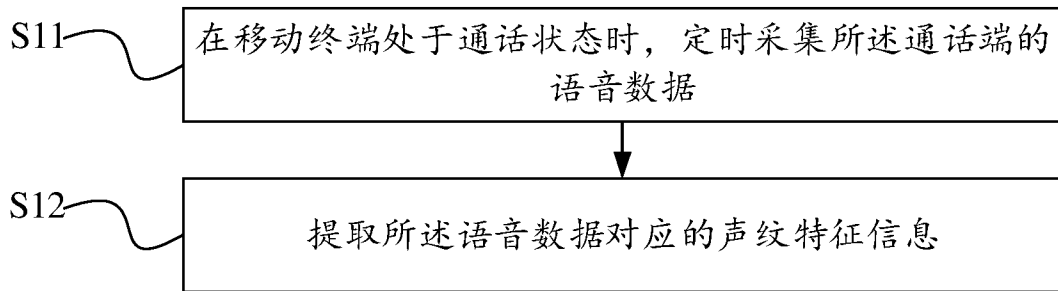 S11
在移动终端处于通话状态时，定时采集所述通话端的
语音数据
S12
提取所述语音数据对应的声纹特征信息